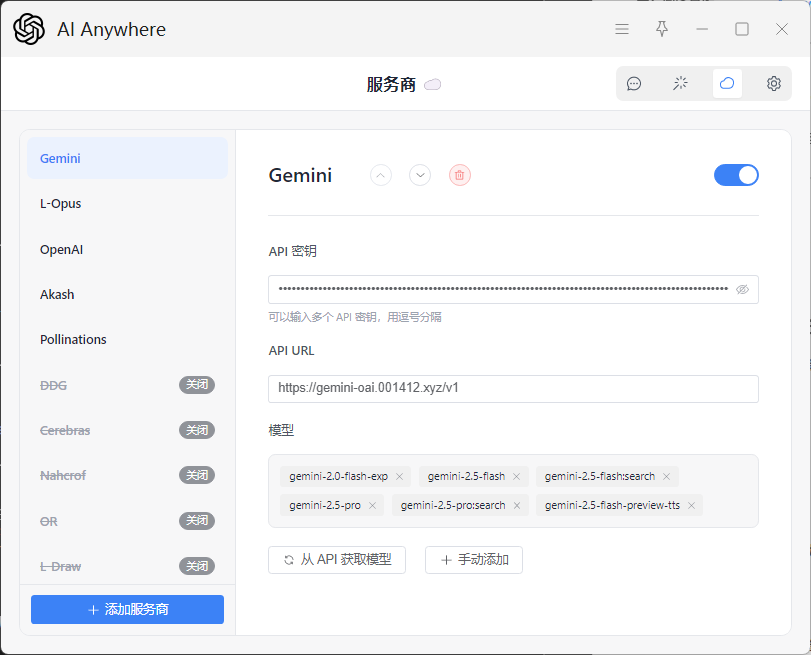 AI Anywhere
服务商
Gemini
L-Opus
OpenAI
Akash
Pollinations
DDG 关闭
Cerebras 关闭
Nahcrof 关闭
OR 关闭
L-Draw 关闭
添加服务商
Gemini
API 密钥
••••••••••••••••••••••••••••••••••••••••••••••••••••••••••••••••••••••••••••••••••••••••••••••••••••
可以输入多个 API 密钥，用逗号分隔
API URL
https://gemini-oai.001412.xyz/v1
模型
gemini-2.0-flash-exp gemini-2.5-flash gemini-2.5-flash:search
gemini-2.5-pro gemini-2.5-pro:search gemini-2.5-flash-preview-tts
从 API 获取模型 手动添加